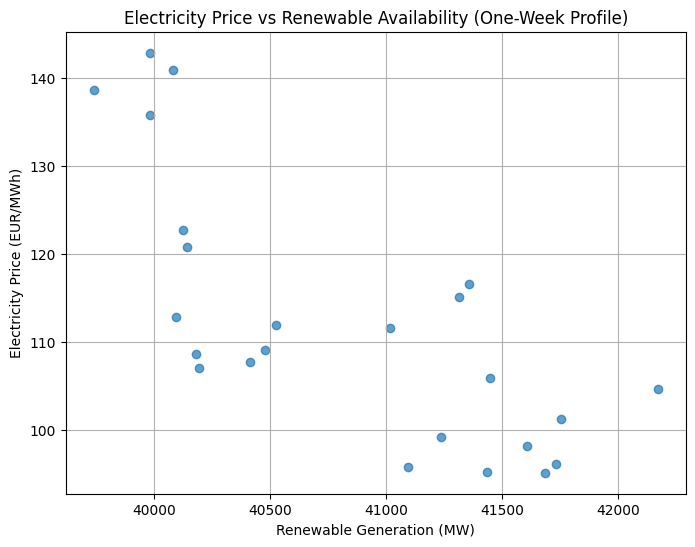 Electricity Price vs Renewable Availability (One-Week Profile)
Electricity Price (EUR/MWh)
140
130
120
110
100
40000 40500 41000 41500 42000
Renewable Generation (MW)